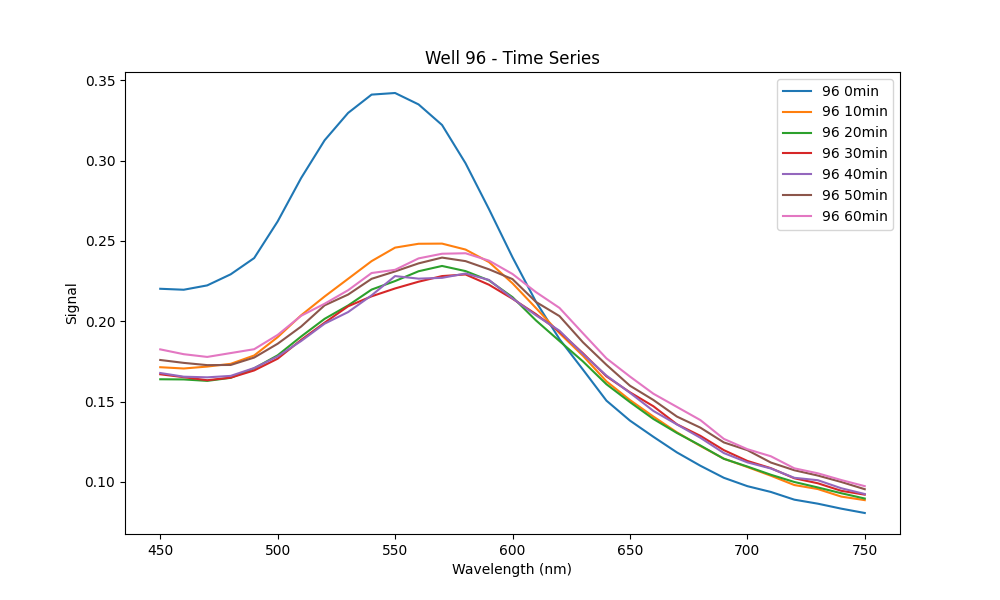 Well 96 - Time Series
Signal
0.35
0.30
0.25
0.20
0.15
0.10
96 0min
96 10min
96 20min
96 30min
96 40min
96 50min
96 60min
450 500 550 600 650 700 750
Wavelength (nm)